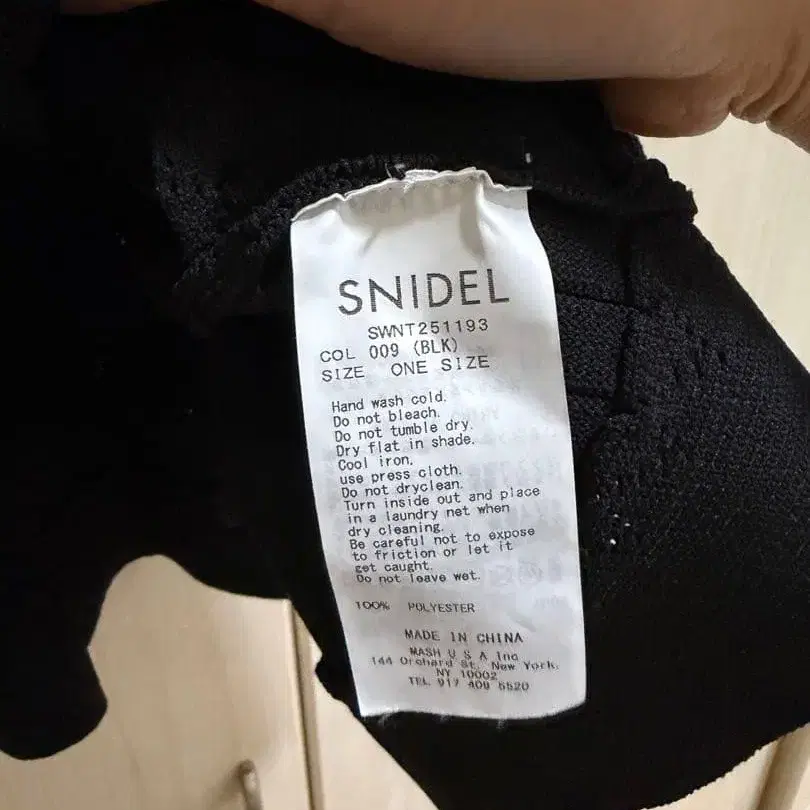 SNIDEL
SWNT251193
COL 009 (BLK)
SIZE ONE SIZE
Hand wash cold.
Do not bleach.
Do not tumble dry.
Dry flat in shade.
Cool iron.
use press cloth.
Do not dryclean.
Turn inside out and place
in a laundry net when
dry cleaning.
Be careful not to expose
to friction or let it
get caught.
Do not leave wet.
100% POLYESTER
MADE IN CHINA
MASH U S A Inc
144 Orchard St. New York,
NY 10002
TEL 917 409 5520